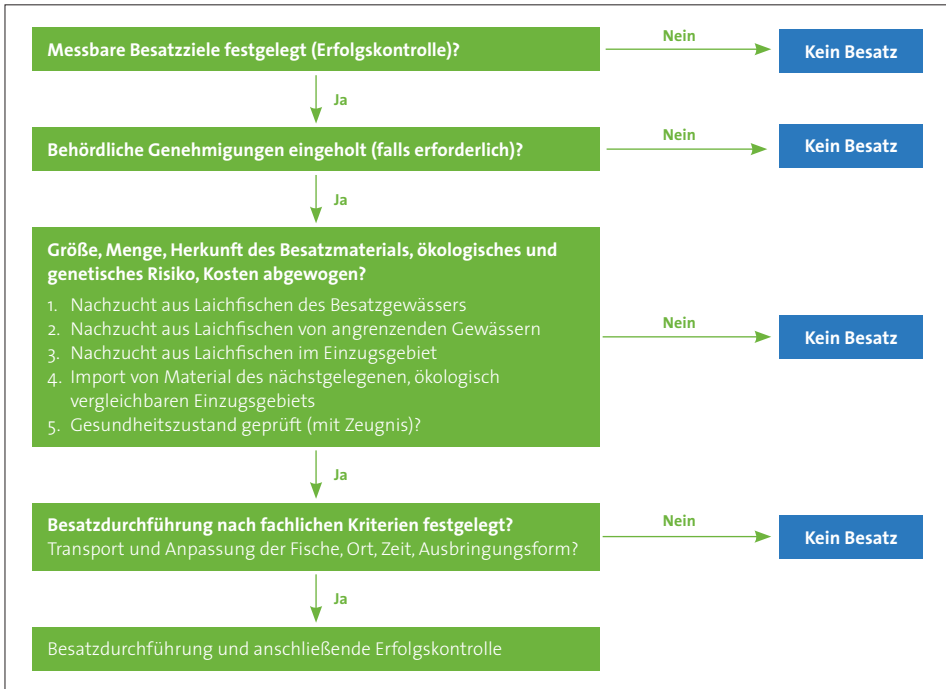 Messbare Besatzziele festgelegt (Erfolgskontrolle)?
Nein
Kein Besatz
Ja
Behördliche Genehmigungen eingeholt (falls erforderlich)?
Nein
Kein Besatz
Ja
Größe, Menge, Herkunft des Besatzmaterials, ökologisches und
genetisches Risiko, Kosten abgewogen?
1. Nachzucht aus Laichfischen des Besatzgewässers
2. Nachzucht aus Laichfischen von angrenzenden Gewässern
3. Nachzucht aus Laichfischen im Einzugsgebiet
4. Import von Material des nächstgelegenen, ökologisch
vergleichbaren Einzugsgebiets
5. Gesundheitszustand geprüft (mit Zeugnis)?
Nein
Kein Besatz
Ja
Besatzdurchführung nach fachlichen Kriterien festgelegt?
Transport und Anpassung der Fische, Ort, Zeit, Ausbringungsform?
Nein
Kein Besatz
Ja
Besatzdurchführung und anschließende Erfolgskontrolle